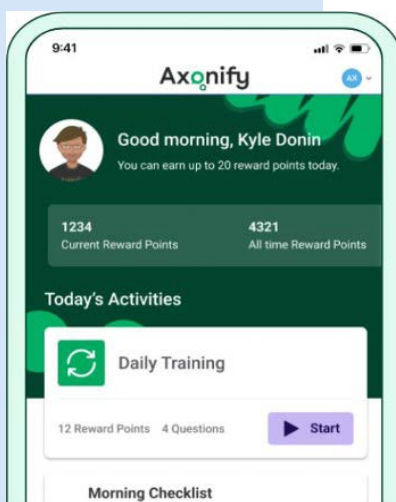 9:41
Axonify
AX
Good morning, Kyle Donin
You can earn up to 20 reward points today.
1234 4321
Current Reward Points All time Reward Points
Today's Activities
Daily Training
12 Reward Points 4 Questions Start
Morning Checklist